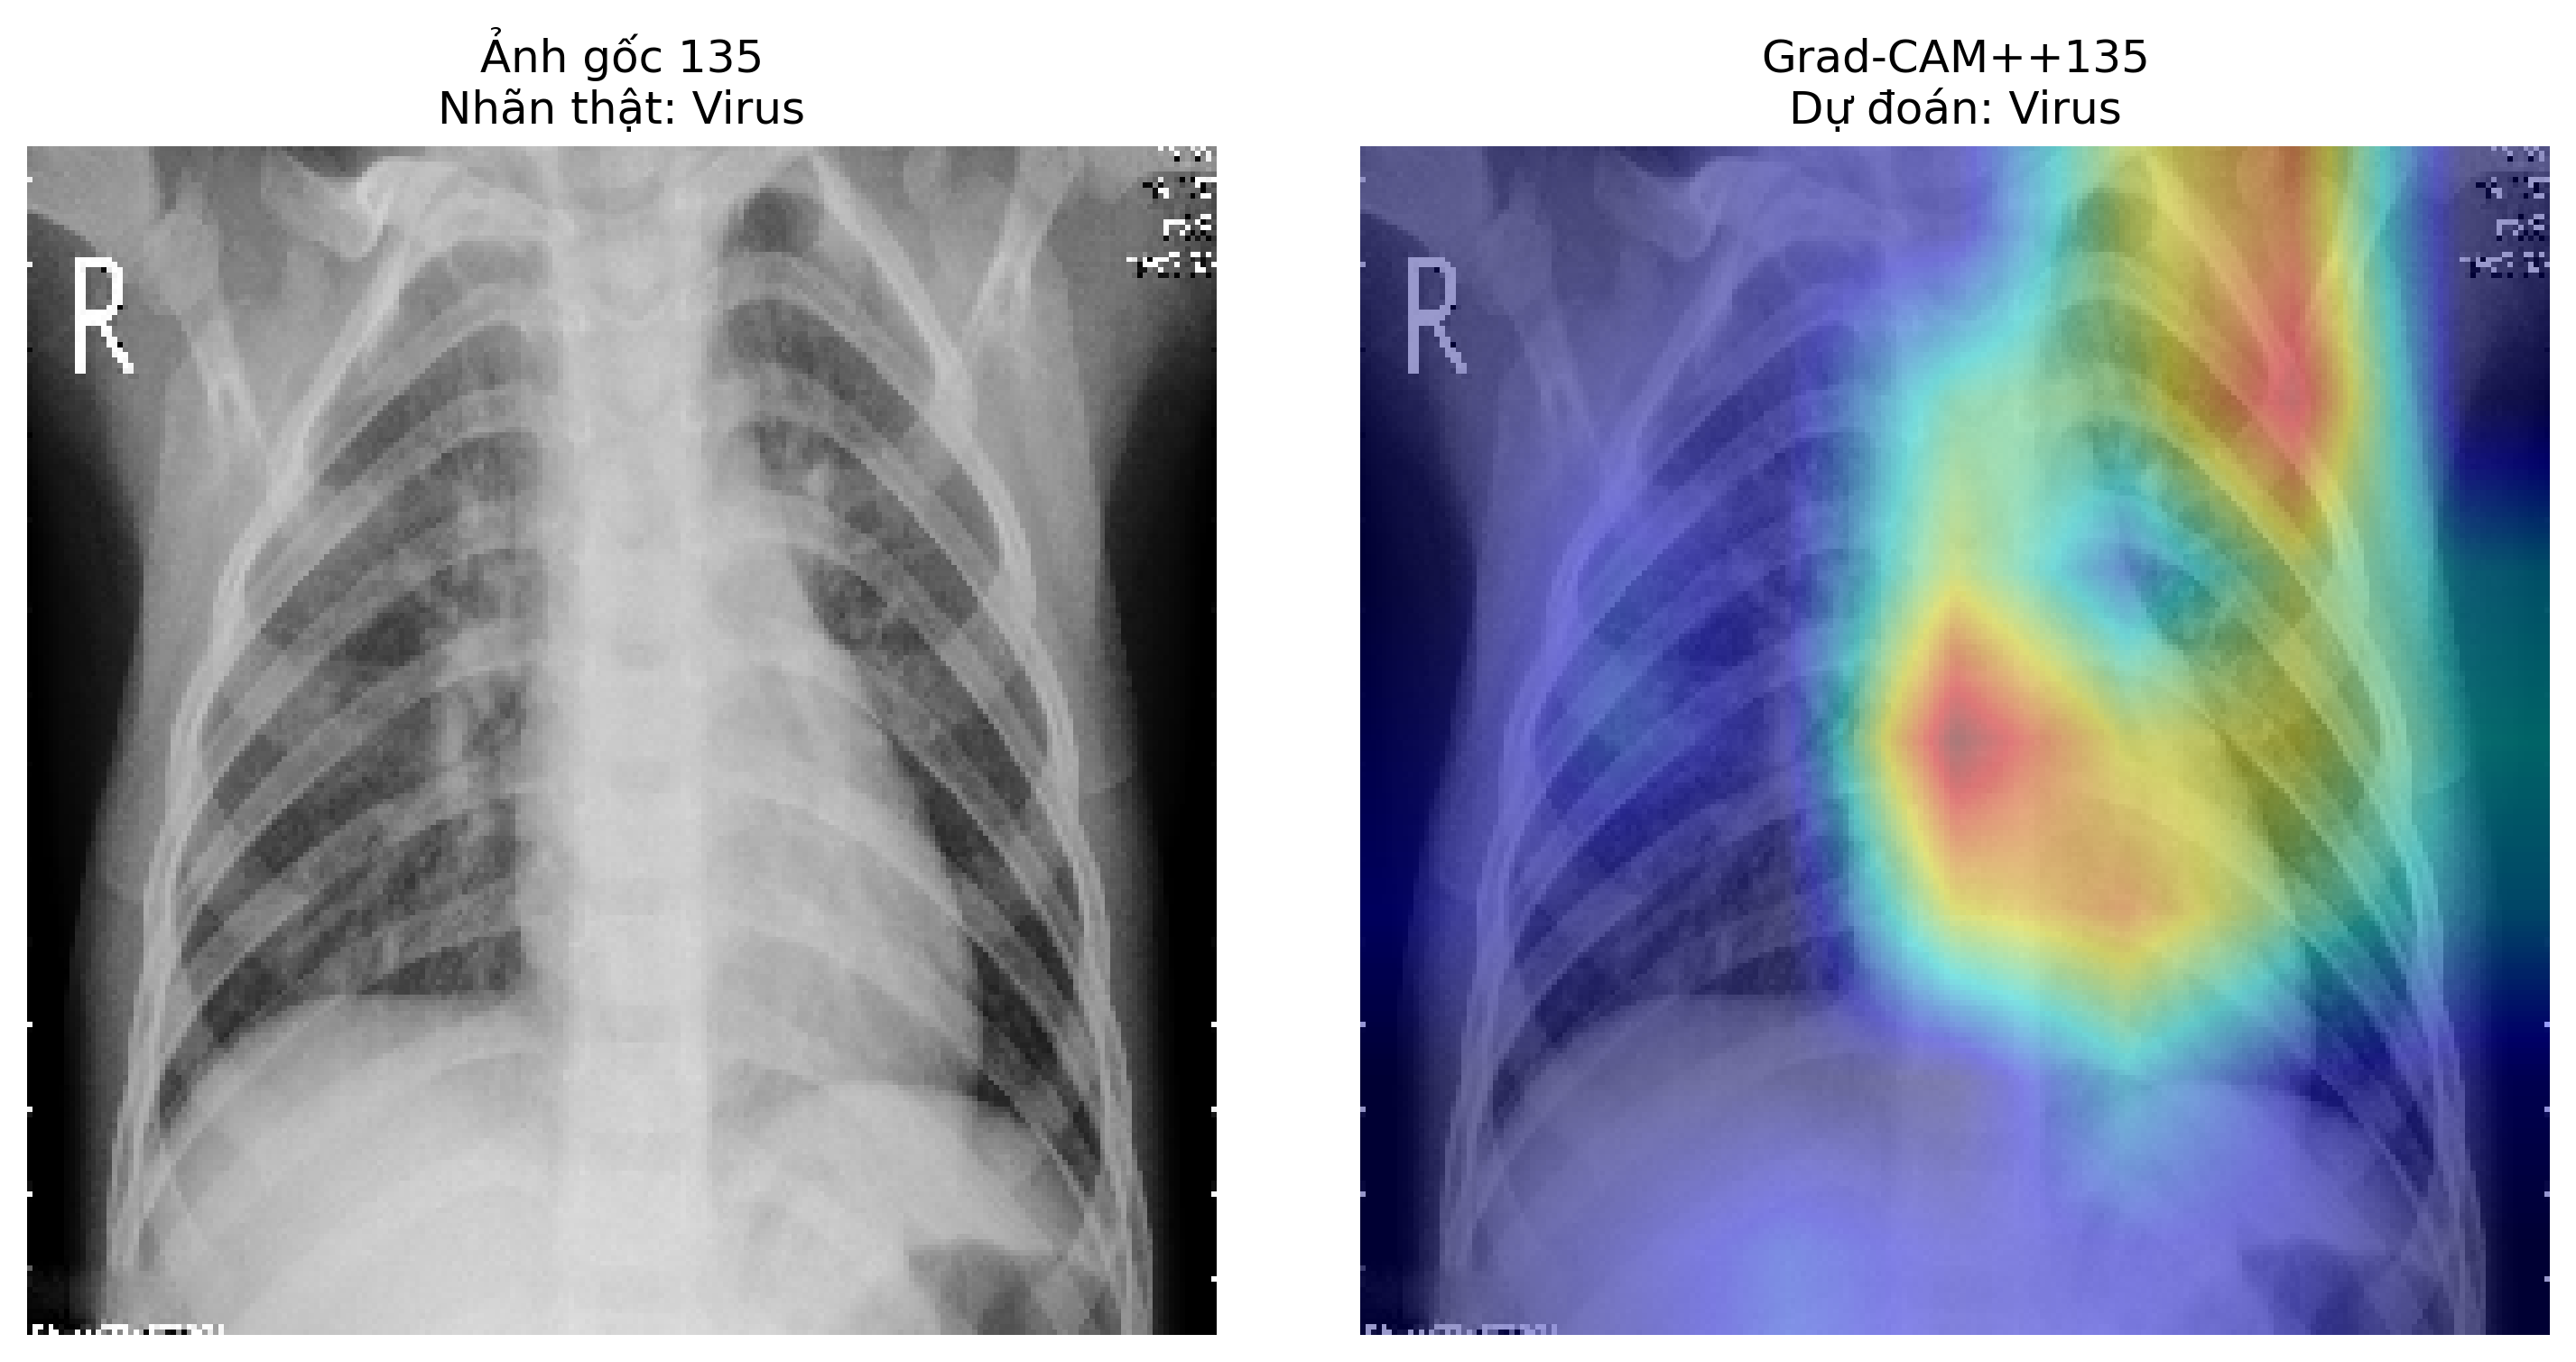 Ảnh gốc 135
Nhãn thật: Virus
Grad-CAM++135
Dự đoán: Virus
R
R